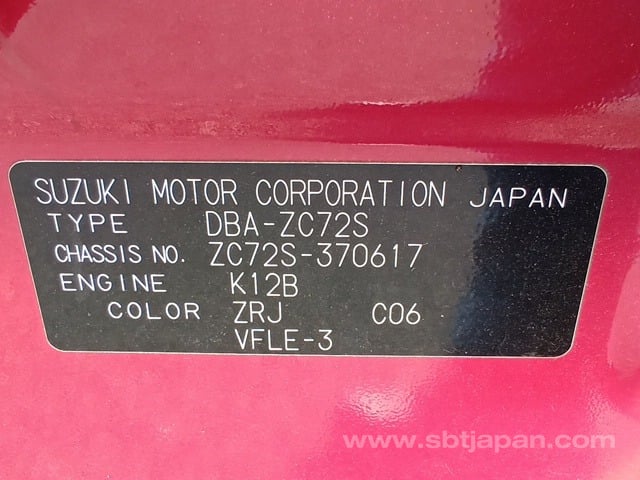 SUZUKI MOTOR CORPORATION JAPAN
TYPE DBA-ZC72S
CHASSIS NO. ZC72S-370617
ENGINE K12B
COLOR ZRJ C06
VFLE-3
www.sbtjapan.com